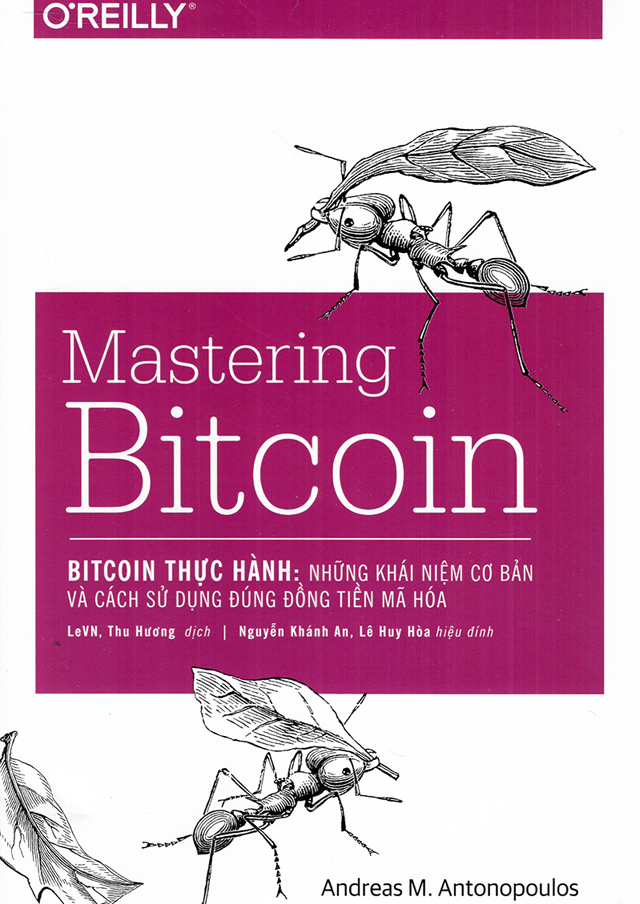 O'REILLY®
Mastering
Bitcoin
BITCOIN THỰC HÀNH: NHỮNG KHÁI NIỆM CƠ BẢN
VÀ CÁCH SỬ DỤNG ĐÚNG ĐỒNG TIỀN MÃ HÓA
LeVN, Thu Hương dịch | Nguyễn Khánh An, Lê Huy Hòa hiệu đính
Andreas M. Antonopoulos